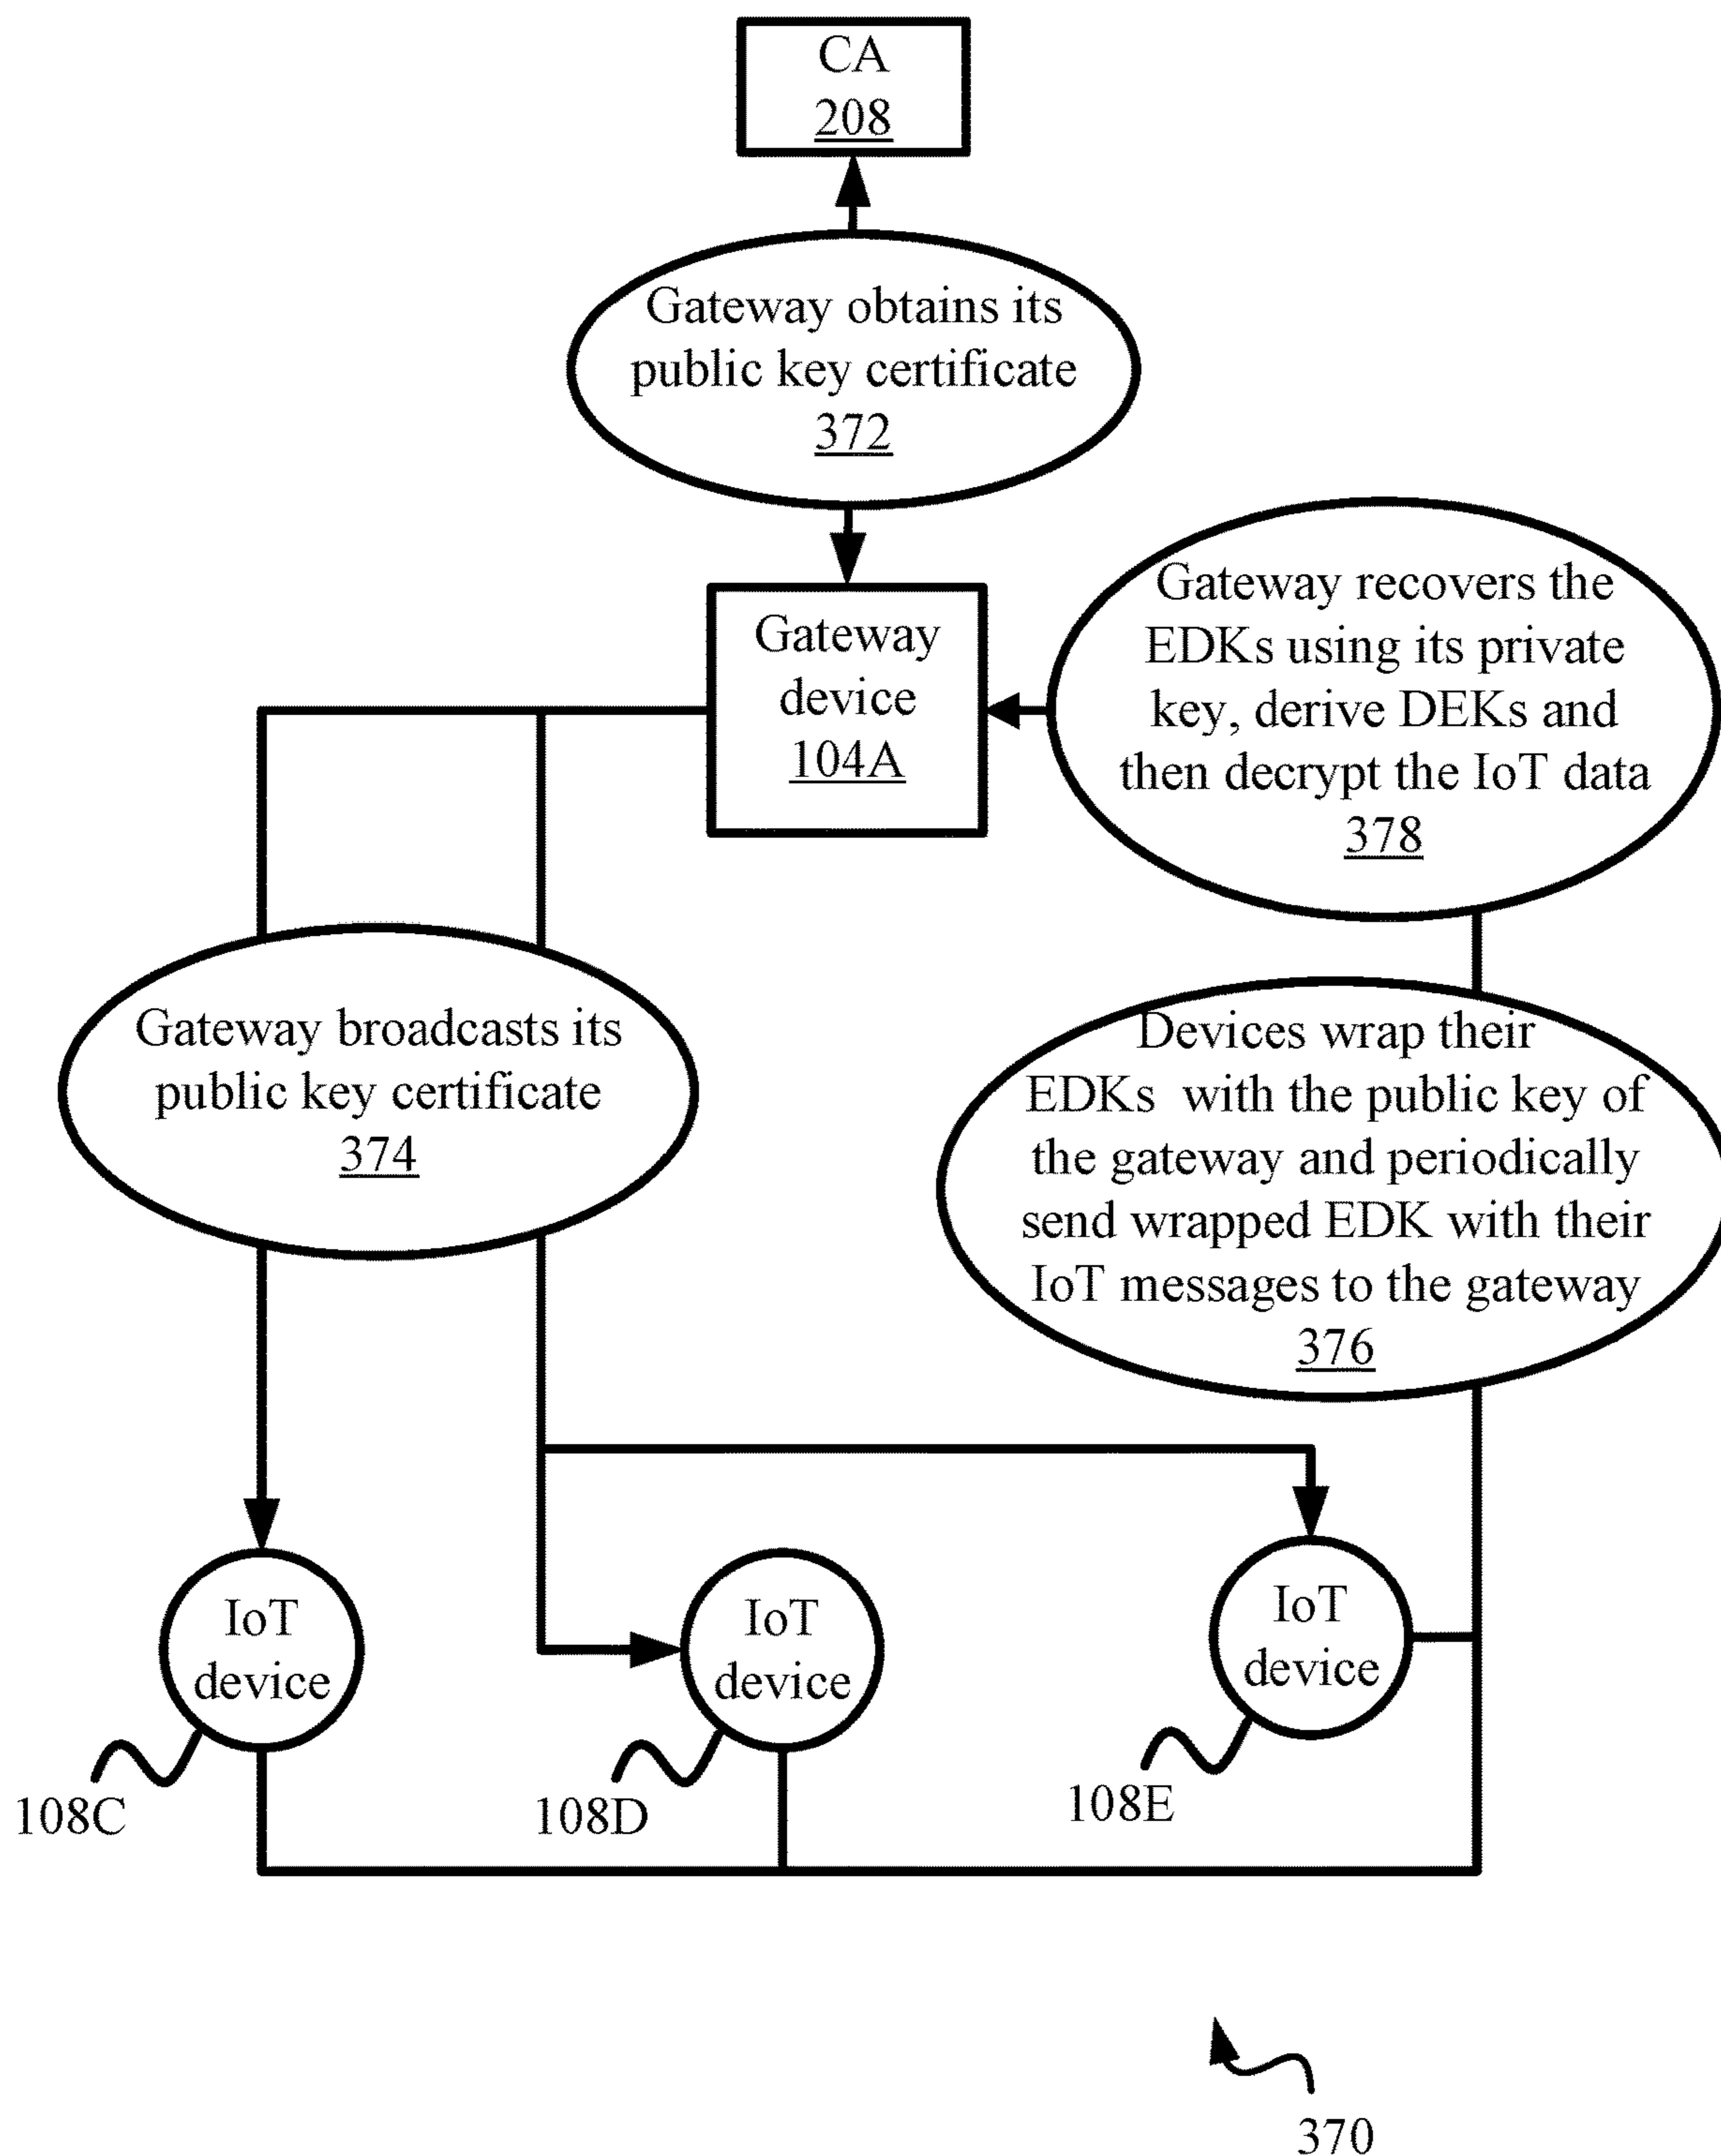 CA
208
Gateway obtains its
public key certificate
372
Gateway
device
104A
Gateway recovers the
EDKs using its private
key, derive DEKs and
then decrypt the IoT data
378
Gateway broadcasts its
public key certificate
374
Devices wrap their
EDKs with the public key of
the gateway and periodically
send wrapped EDK with their
IoT messages to the gateway
376
IoT
device
108C
IoT
device
108D
IoT
device
108E
370